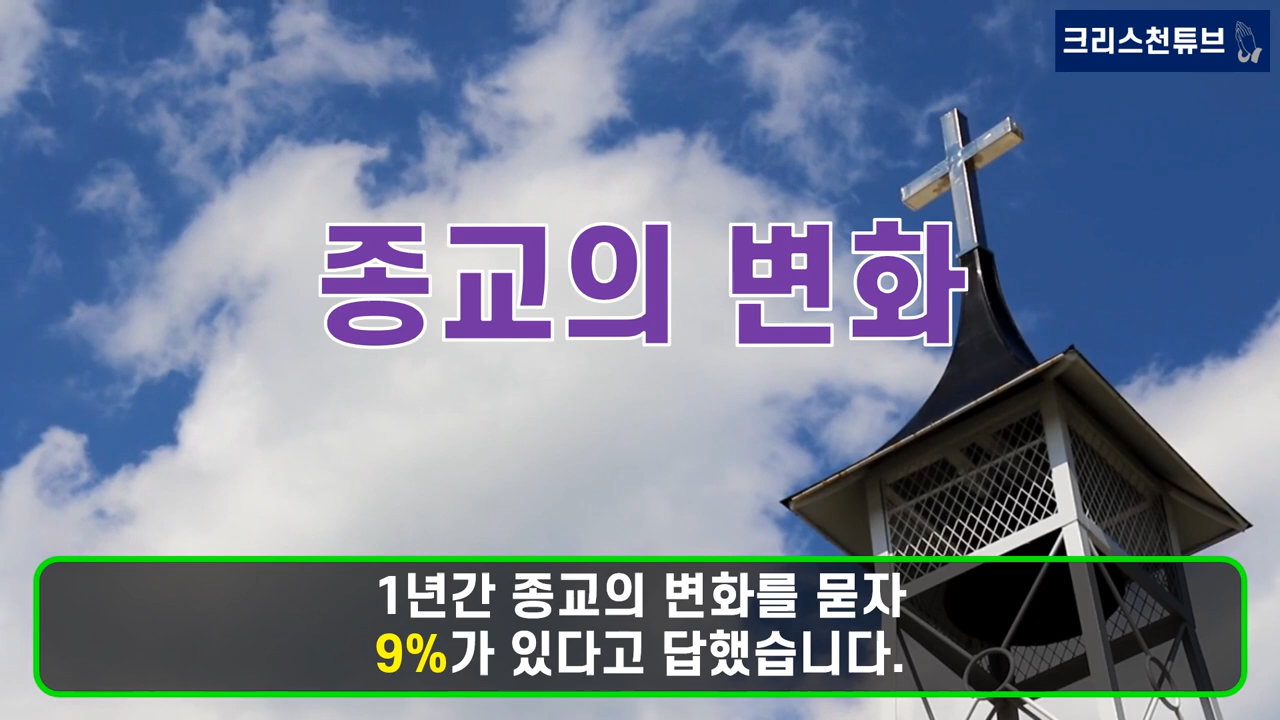 크리스천튜브
종교의 변화
1년간 종교의 변화를 묻자
9%가 있다고 답했습니다.